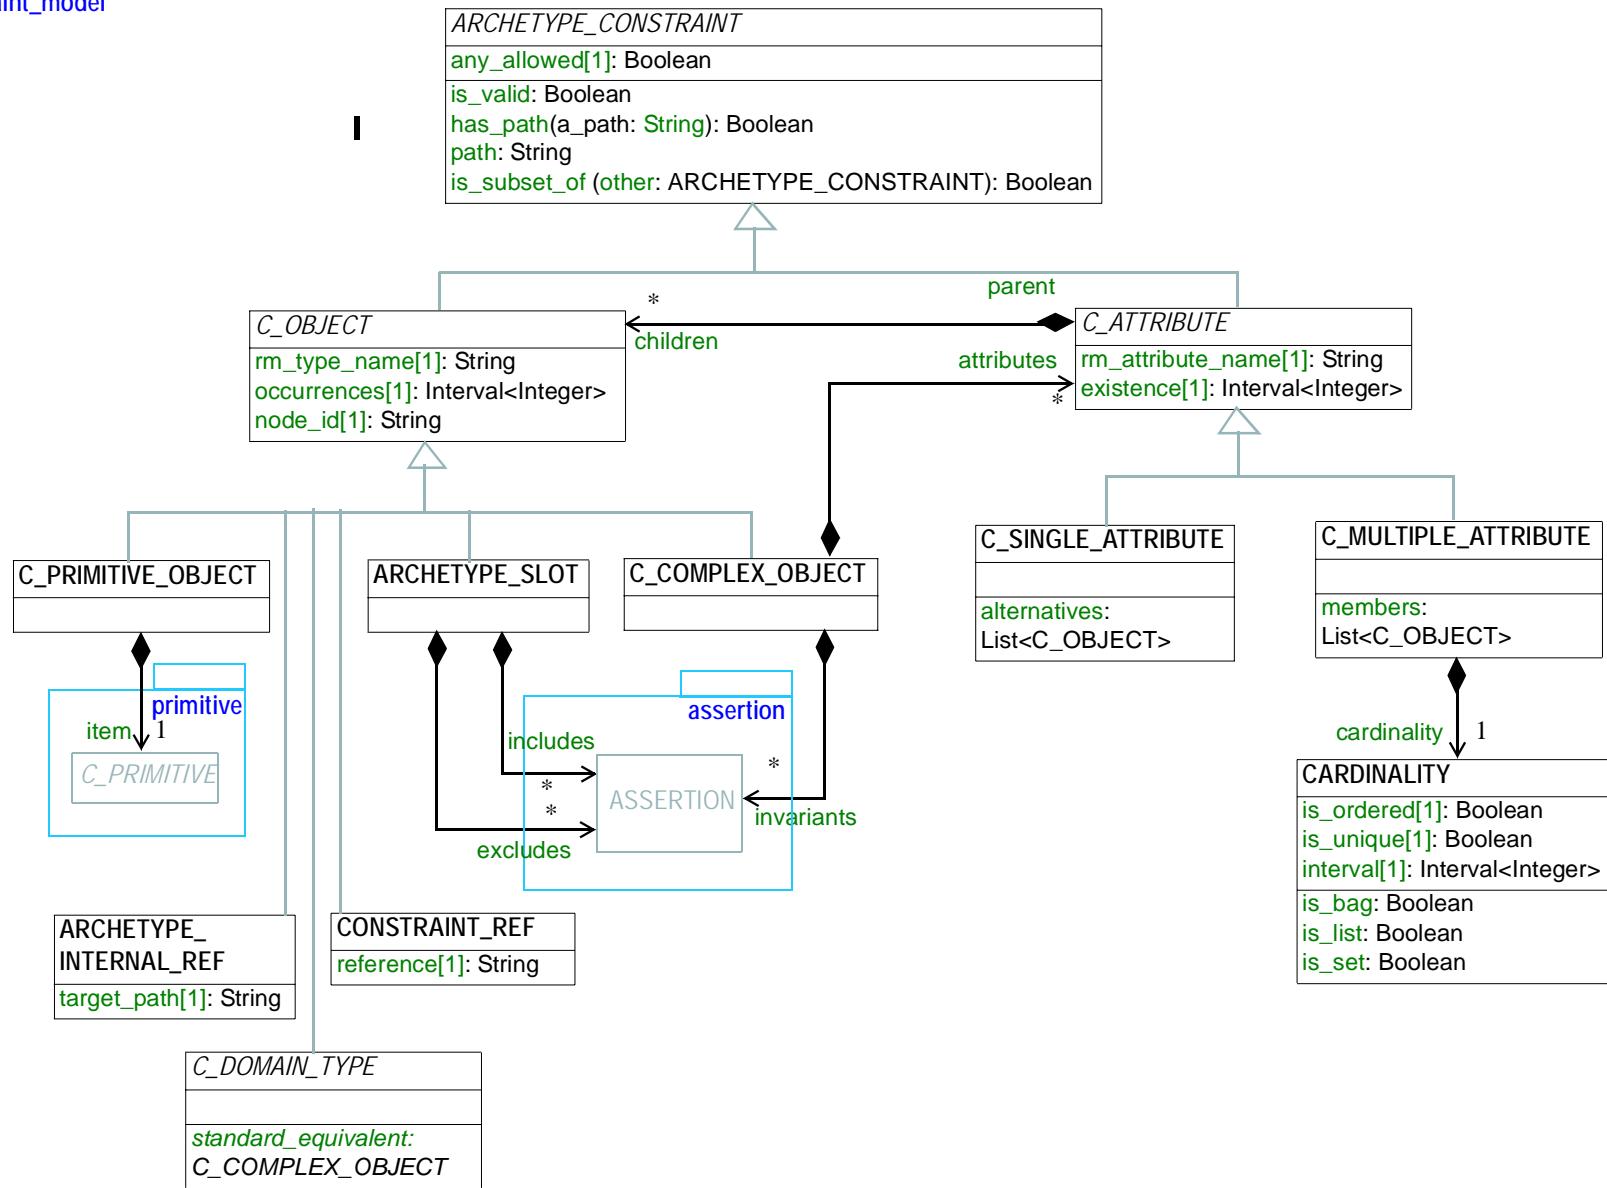 aint_model
ARCHETYPE_CONSTRAINT
any_allowed[1]: Boolean
is_valid: Boolean
has_path(a_path: String): Boolean
path: String
is_subset_of (other: ARCHETYPE_CONSTRAINT): Boolean
parent
*
children
C_OBJECT
rm_type_name[1]: String
occurrences[1]: Interval<Integer>
node_id[1]: String
C_ATTRIBUTE
rm_attribute_name[1]: String
existence[1]: Interval<Integer>
attributes
*
C_PRIMITIVE_OBJECT
ARCHETYPE_SLOT
C_COMPLEX_OBJECT
C_SINGLE_ATTRIBUTE
alternatives:
List<C_OBJECT>
C_MULTIPLE_ATTRIBUTE
members:
List<C_OBJECT>
primitive
item
1
C_PRIMITIVE
assertion
includes
*
*
excludes
ASSERTION
*
invariants
cardinality
1
CARDINALITY
is_ordered[1]: Boolean
is_unique[1]: Boolean
interval[1]: Interval<Integer>
is_bag: Boolean
is_list: Boolean
is_set: Boolean
ARCHETYPE_
INTERNAL_REF
target_path[1]: String
CONSTRAINT_REF
reference[1]: String
C_DOMAIN_TYPE
standard_equivalent:
C_COMPLEX_OBJECT